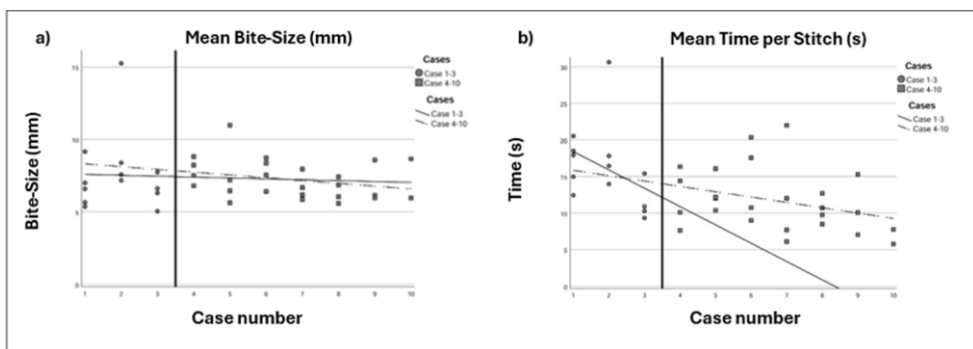 a) Mean Bite-Size (mm)
Cases
Case 1-3
Case 4-10
Cases
Case 1-3
Case 4-10
Bite-Size (mm)
15
10
5
0
1 2 3 4 5 6 7 8 9 10
Case number
b) Mean Time per Stitch (s)
Cases
Case 1-3
Case 4-10
Cases
Case 1-3
Case 4-10
Time (s)
30
25
20
15
10
5
0
1 2 3 4 5 6 7 8 9 10
Case number